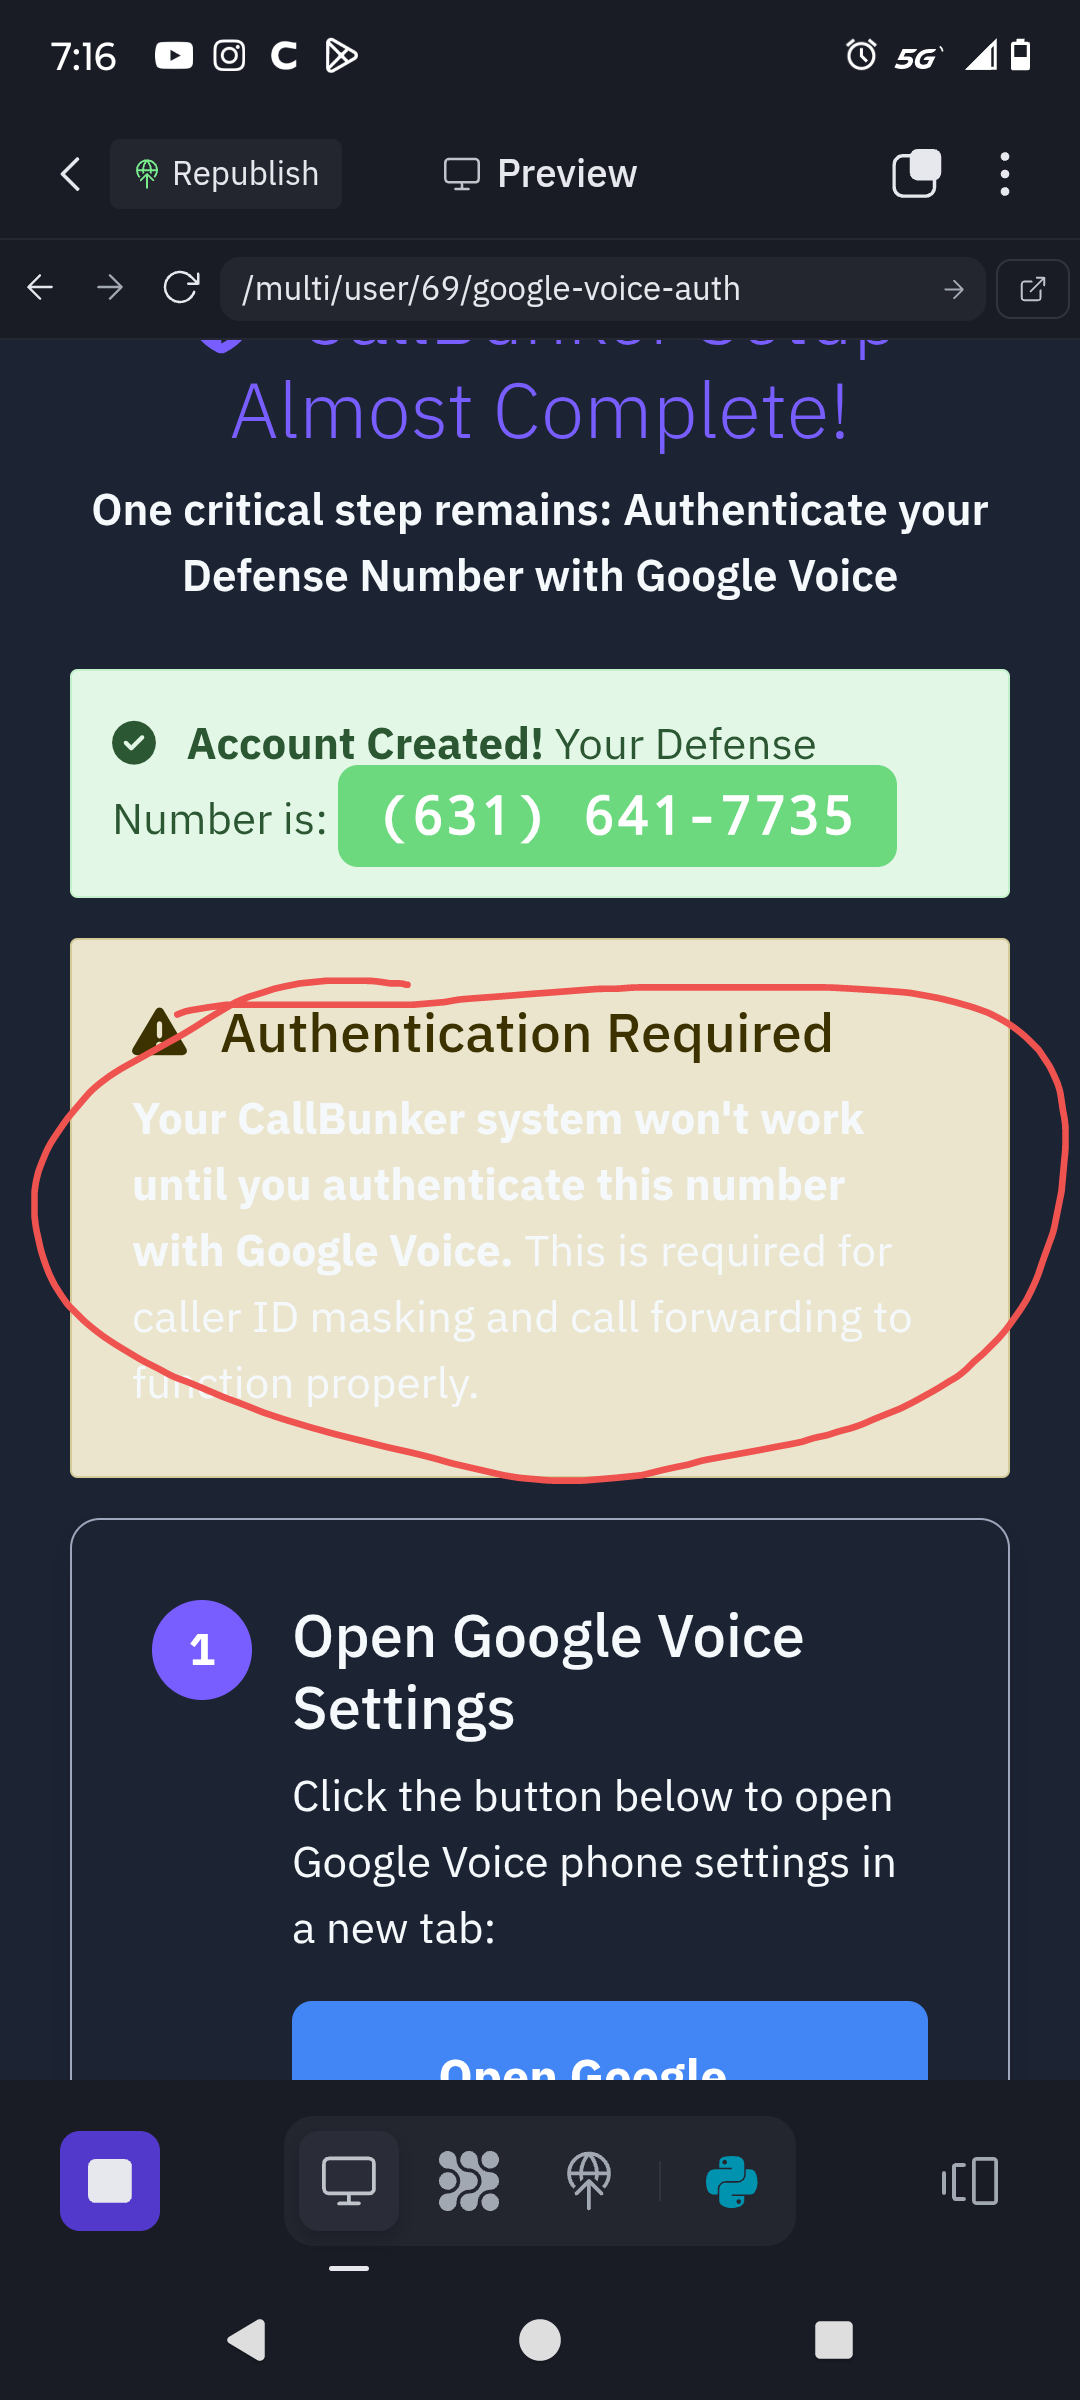 7:16
5G
Republish
Preview
/multi/user/69/google-voice-auth
CallBunker Setup
Almost Complete!
One critical step remains: Authenticate your
Defense Number with Google Voice
Account Created! Your Defense
Number is: (631) 641-7735
Authentication Required
Your CallBunker system won't work
until you authenticate this number
with Google Voice. This is required for
caller ID masking and call forwarding to
function properly.
1
Open Google Voice
Settings
Click the button below to open
Google Voice phone settings in
a new tab:
Open Google